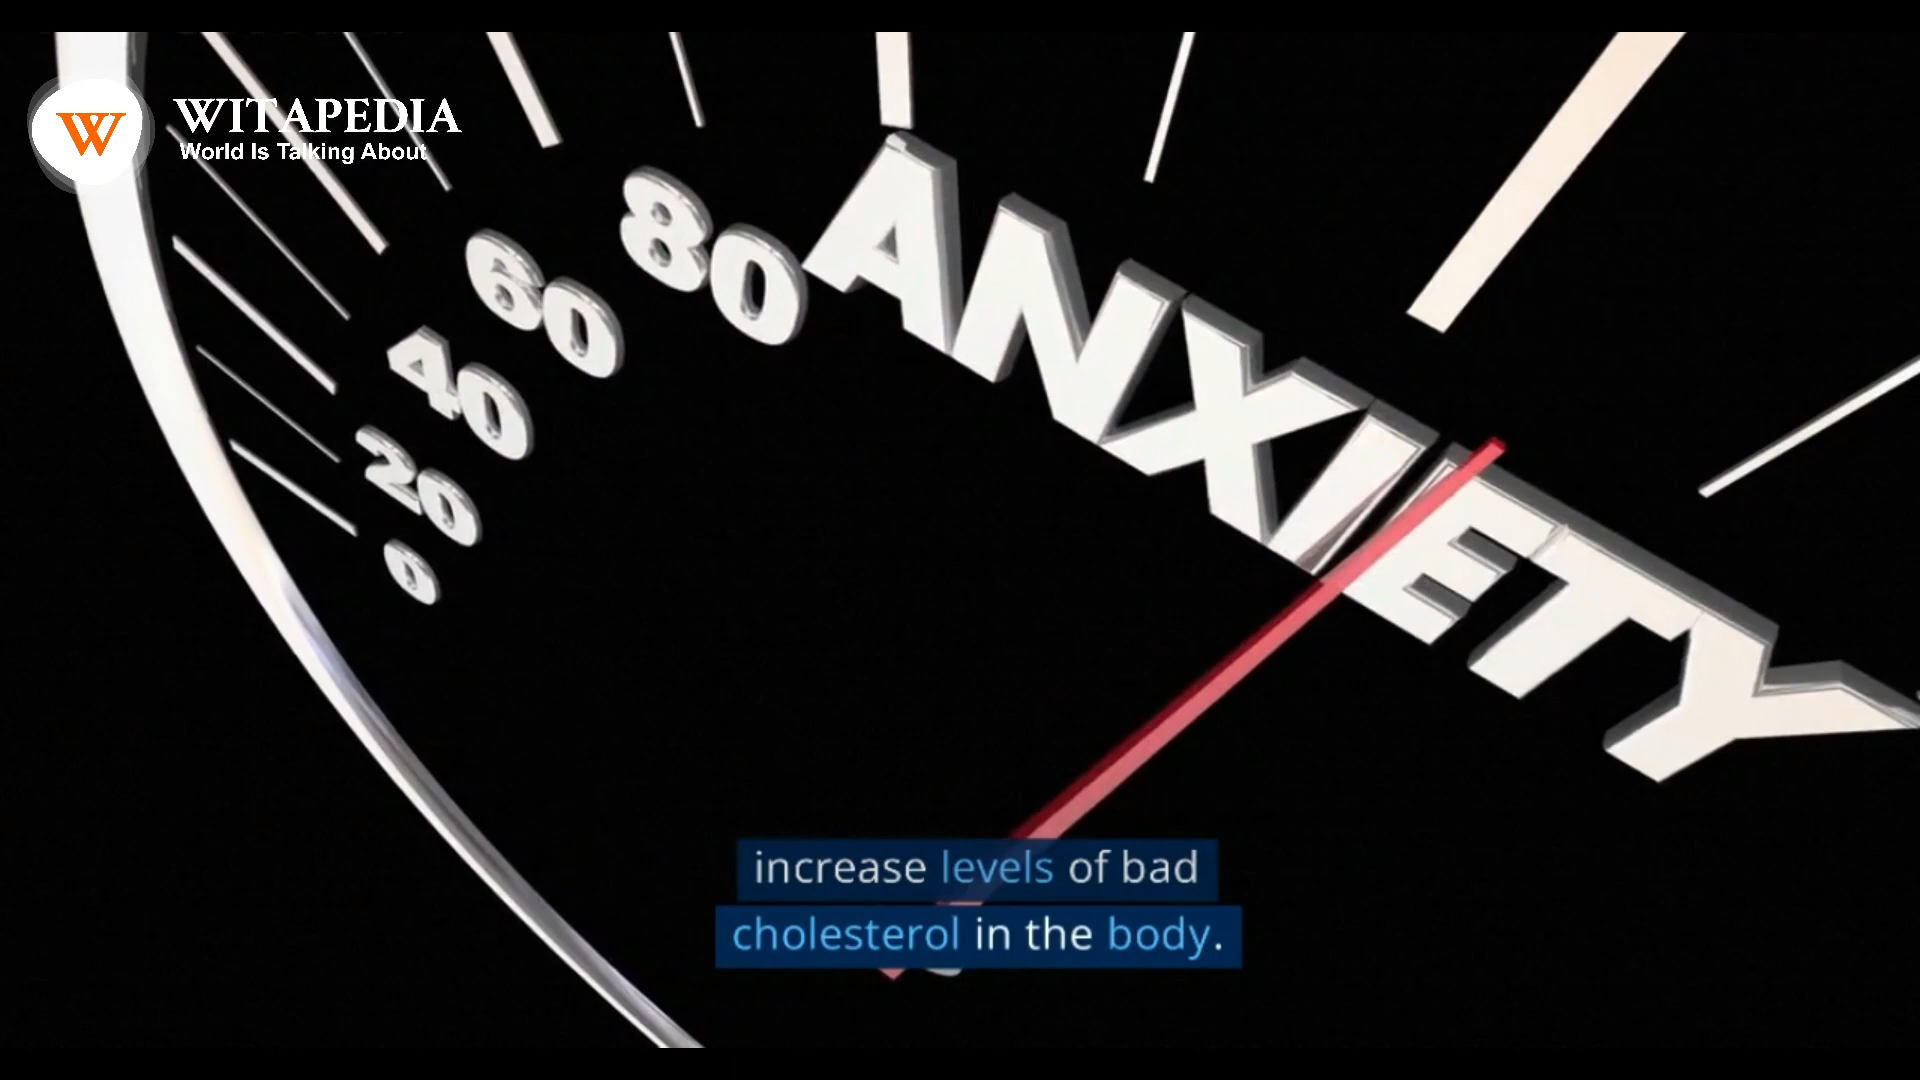 W
WITAPEDIA
World Is Talking About
0
20
40
60
80
ANXIETY
increase levels of bad
cholesterol in the body.